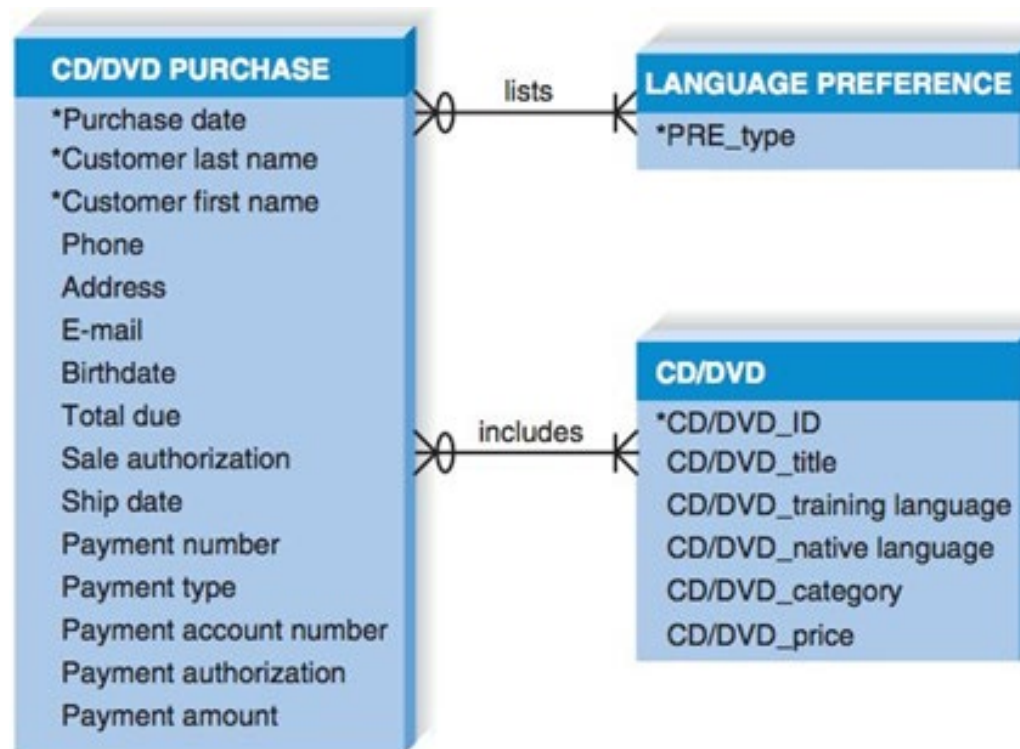 CD/DVD PURCHASE
*Purchase date
*Customer last name
*Customer first name
Phone
Address
E-mail
Birthdate
Total due
Sale authorization
Ship date
Payment number
Payment type
Payment account number
Payment authorization
Payment amount
lists
LANGUAGE PREFERENCE
*PRE_type
includes
CD/DVD
*CD/DVD_ID
CD/DVD_title
CD/DVD_training language
CD/DVD_native language
CD/DVD_category
CD/DVD_price